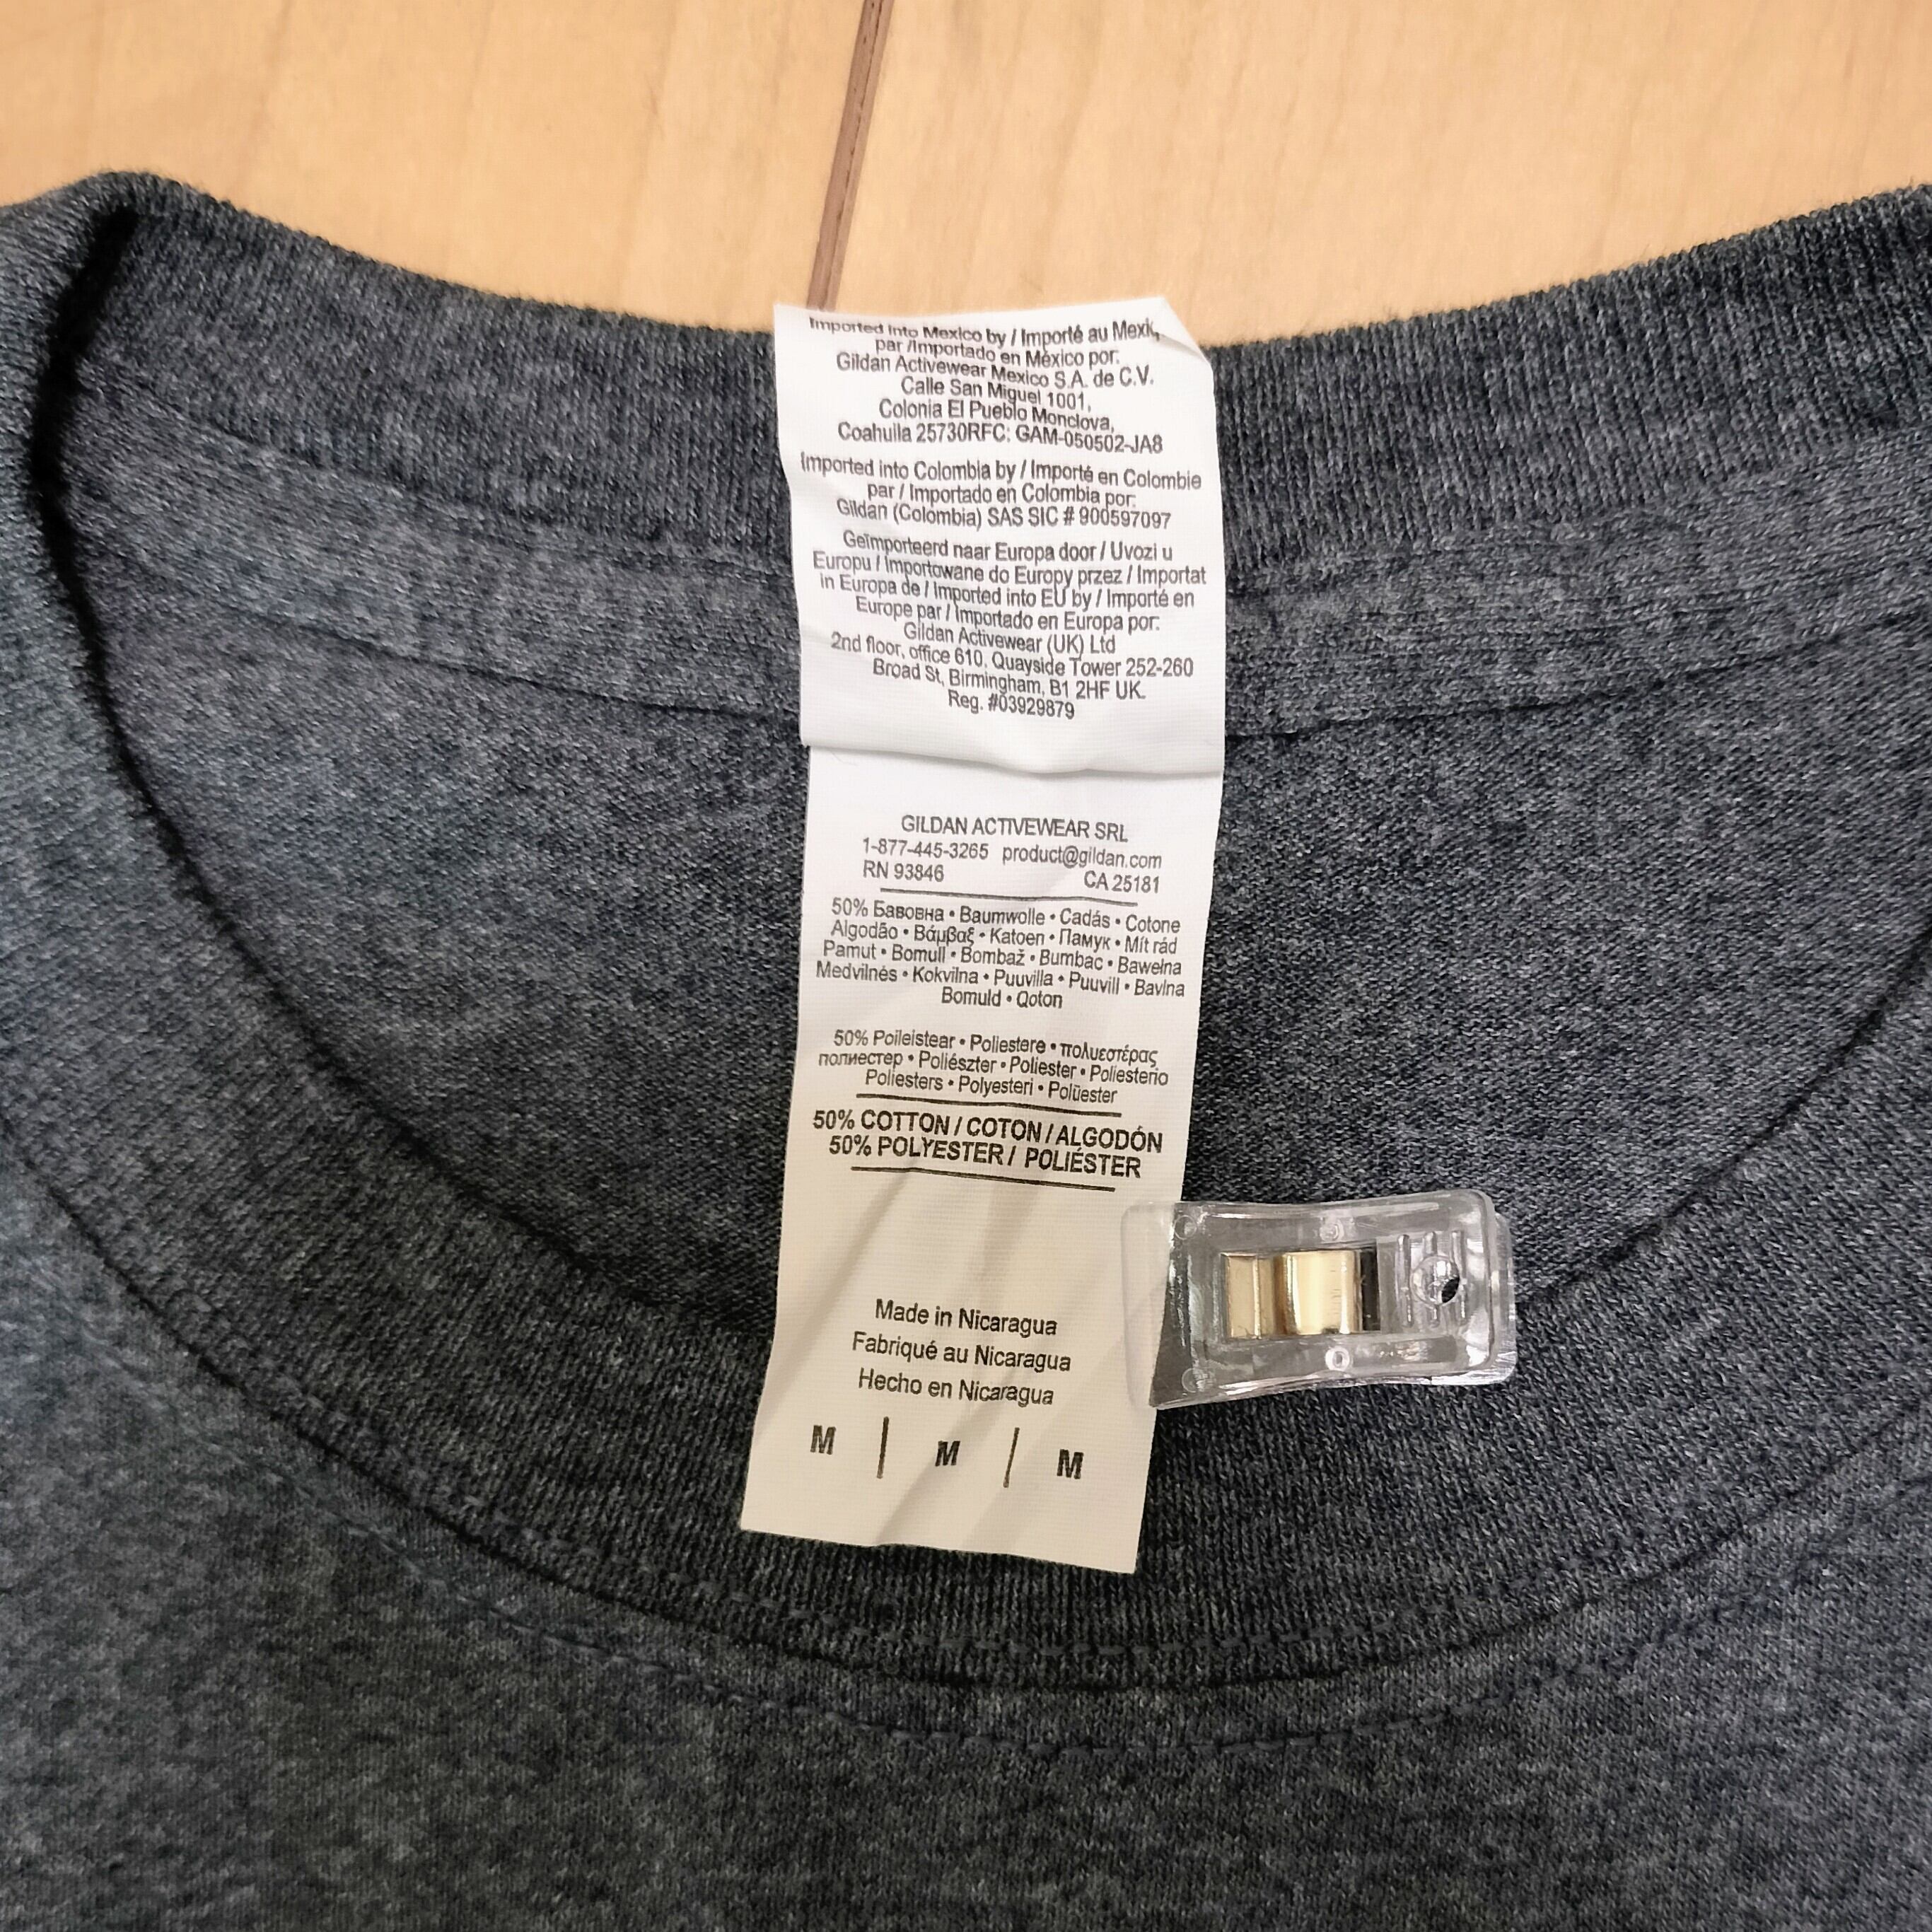 Imported into Mexico by / Importé au Mexi
par /Importado en México por:
Gildan Activewear Mexico S.A. de C.V.
Calle San Miguel 1001,
Colonia El Pueblo Monclova,
Coahuila 25730RFC: GAM-050502-JA8
Imported into Colombia by / Importé en Colombie
par / Importado en Colombia por:
Gildan (Colombia) SAS SIC # 900597097
Geïmporteerd naar Europa door / Uvozi u
Europu / Importowane do Europy przez / Importat
in Europa de / Imported into EU by / Importé en
Europe par / Importado en Europa por:
Gildan Activewear (UK) Ltd
2nd floor, office 610, Quayside Tower 252-260
Broad St, Birmingham, B1 2HF UK.
Reg. #03929879
GILDAN ACTIVEWEAR SRL
1-877-445-3265 product@gildan.com
RN 93846 CA 25181
50% Бавовна • Baumwolle • Cadás • Cotone
Algodão • Βάμβαξ • Katoen • Памук • Mít rád
Pamut • Bomull • Bombaž • Bumbac • Bawełna
Medvilnės • Kokvilna • Puuvilla • Puuvill • Bavlna
Bomuld • Qoton
50% Poileistear • Poliestere • πολυεστέρας
полиестер • Poliészter • Poliester • Poliesterio
Poliesters • Polyesteri • Polüester
50% COTTON / COTON / ALGODÓN
50% POLYESTER / POLIÉSTER
Made in Nicaragua
Fabriqué au Nicaragua
Hecho en Nicaragua
M | M | M